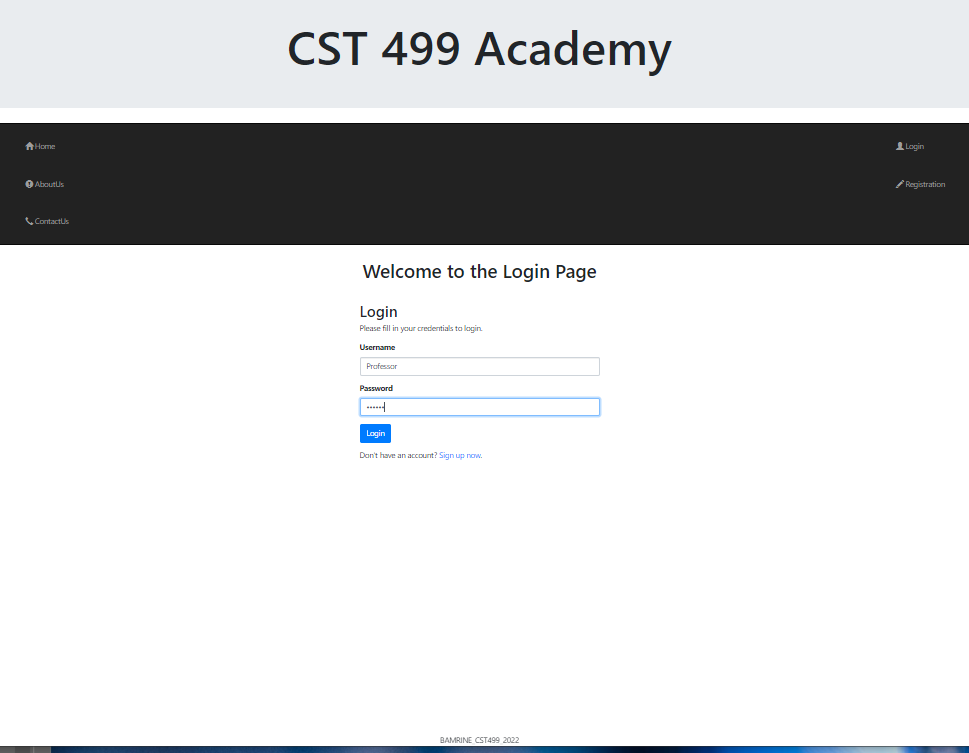 CST 499 Academy
Home
Login
AboutUs
Registration
ContactUs
Welcome to the Login Page
Login
Please fill in your credentials to login.
Username
Professor
Password
••••••
Login
Don't have an account? Sign up now.
BAMRINE_CST499_2022